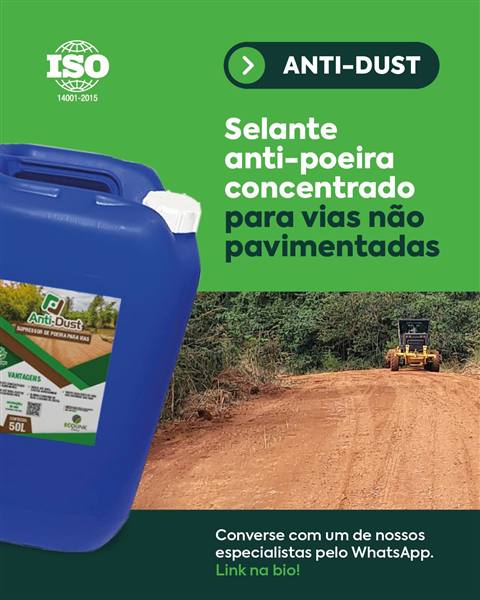 ISO
14001-2015
ANTI-DUST
Selante
anti-poeira
concentrado
para vias não
pavimentadas
Anti-Dust
SUPRESSOR DE POEIRA PARA VIAS
VANTAGENS
50L
Converse com um de nossos
especialistas pelo WhatsApp.
Link na bio!